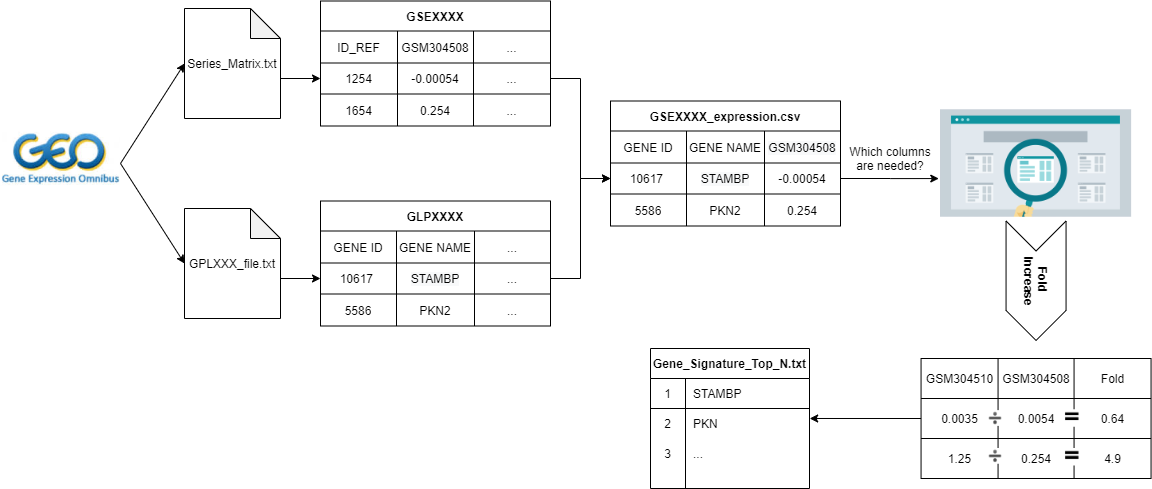 GEO
Gene Expression Omnibus
Series_Matrix.txt
GSEXXXX
ID_REF GSM304508 ...
1254 -0.00054 ...
1654 0.254 ...
GPLXXX_file.txt
GLPXXXX
GENE ID GENE NAME ...
10617 STAMBP ...
5586 PKN2 ...
GSEXXXX_expression.csv
GENE ID GENE NAME GSM304508
10617 STAMBP -0.00054
5586 PKN2 0.254
Which columns
are needed?
Fold
Increase
GSM304510 GSM304508 Fold
0.0035 ÷ 0.0054 = 0.64
1.25 ÷ 0.254 = 4.9
Gene_Signature_Top_N.txt
1 STAMBP
2 PKN
3 ...